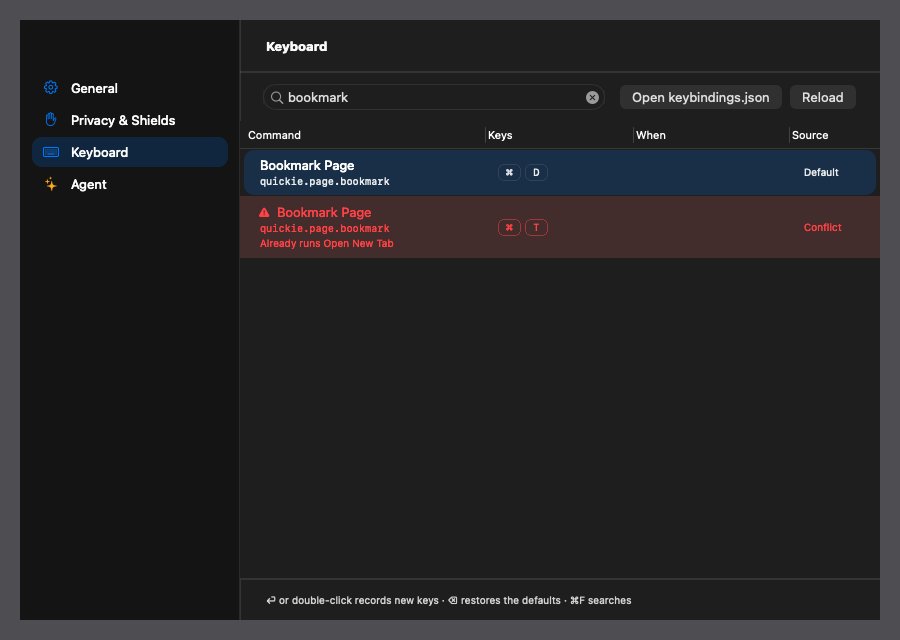 Keyboard
General
Privacy & Shields
Keyboard
Agent
bookmark
Open keybindings.json
Reload
Command Keys When Source
Bookmark Page
quickie.page.bookmark
⌘ D
Default
Bookmark Page
quickie.page.bookmark
Already runs Open New Tab
⌘ T
Conflict
⏎ or double-click records new keys · ⌫ restores the defaults · ⌘F searches